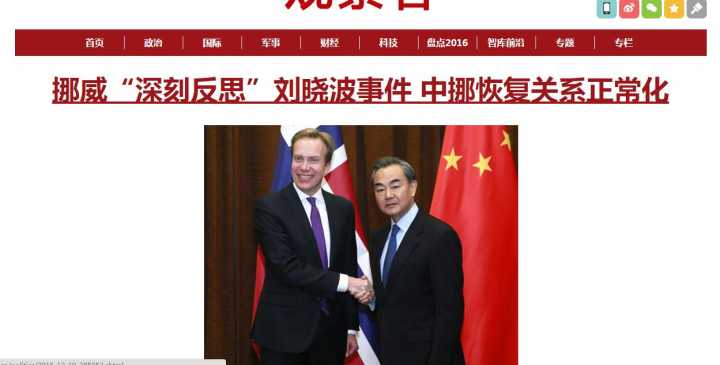 观察者
首页 政治 国际 军事 财经 科技 盘点2016 智库前沿 专题 专栏
挪威“深刻反思”刘晓波事件 中挪恢复关系正常化